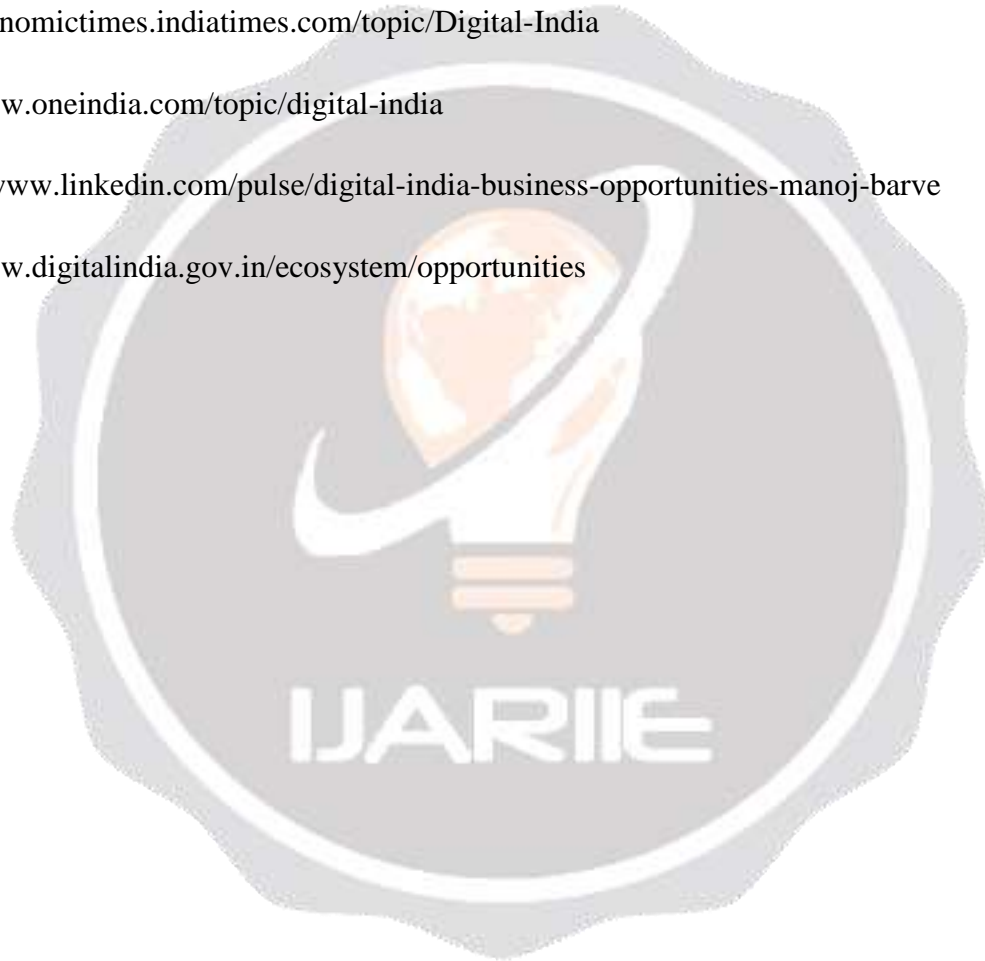 nomictimes.indiatimes.com/topic/Digital-India
w.oneindia.com/topic/digital-india
www.linkedin.com/pulse/digital-india-business-opportunities-manoj-barve
w.digitalindia.gov.in/ecosystem/opportunities
IJARIIE